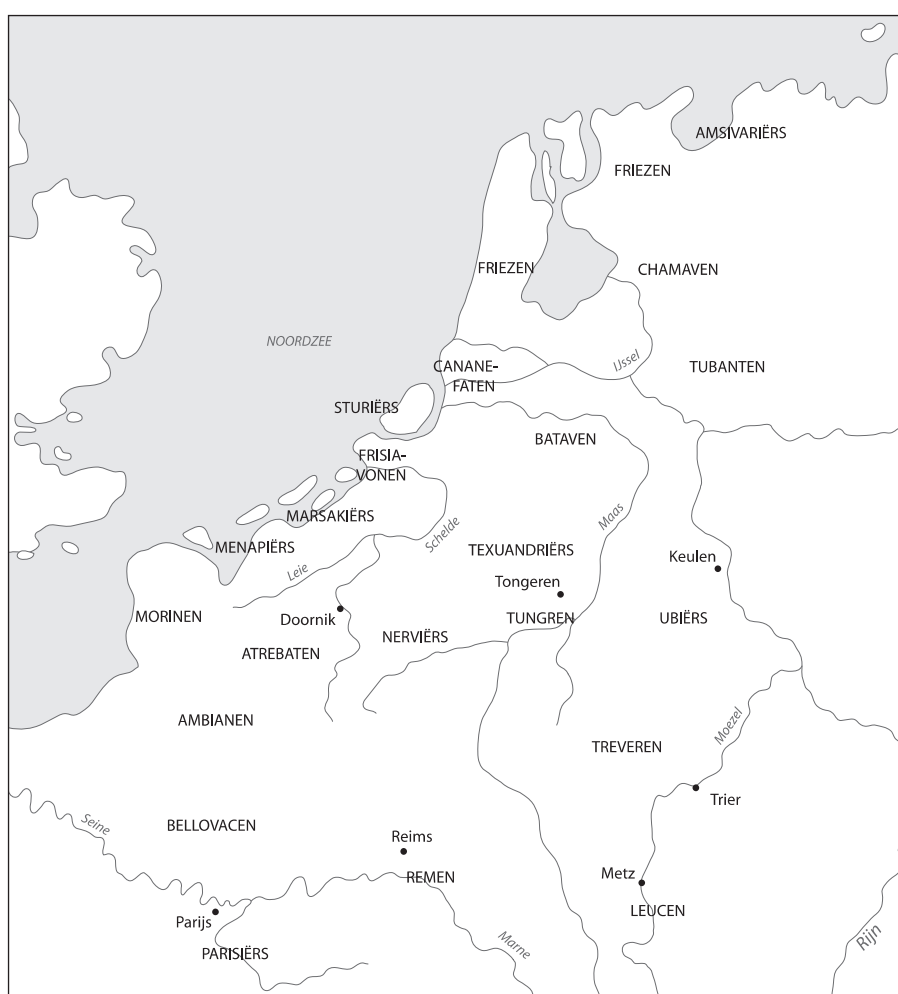 AMSIVARIËRS
FRIEZEN
FRIEZEN
CHAMAVEN
NOORDZEE
IJssel
CANANE-
FATEN
TUBANTEN
STURIËRS
BATAVEN
FRISIA-
VONEN
MARSAKIËRS
Maas
Schelde
MENAPIËRS
TEXUANDRIËRS
Leie
Keulen
Tongeren
MORINEN
Doornik
TUNGREN
UBIËRS
NERVIËRS
ATREBATEN
AMBIANEN
Moezel
TREVEREN
Trier
Seine
BELLOVACEN
Reims
REMEN
Metz
LEUCEN
Parijs
PARISIËRS
Marne
Rijn